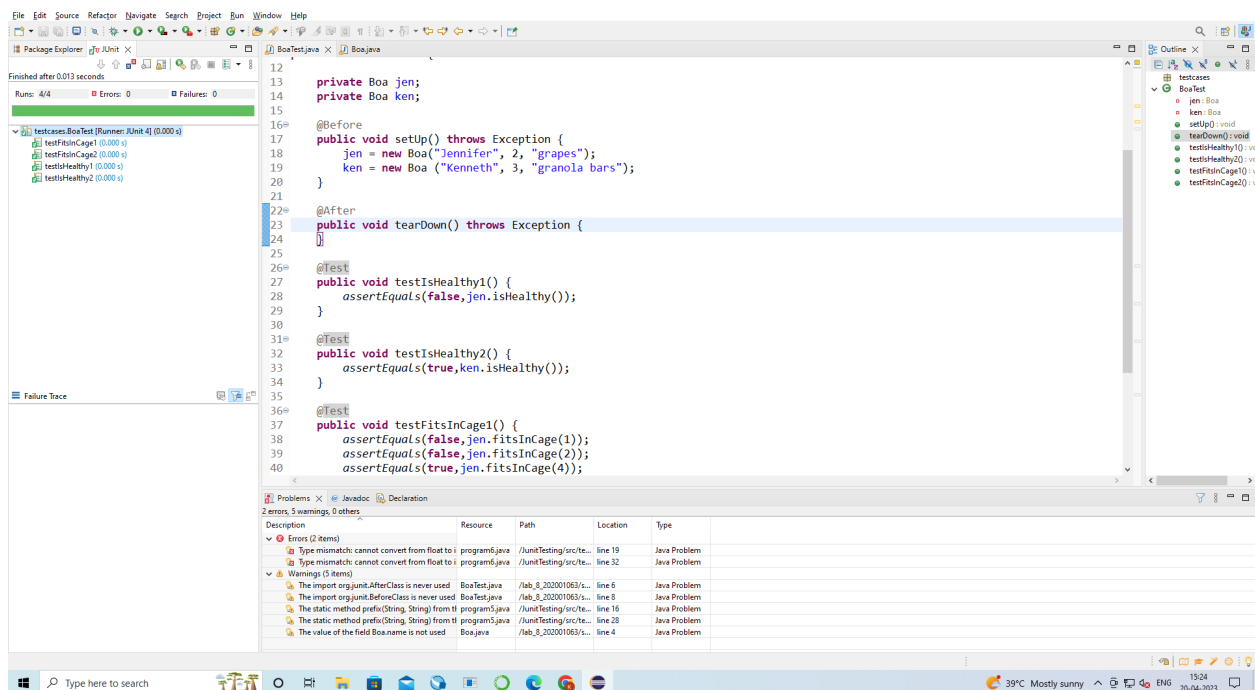 File Edit Source Refactor Navigate Search Project Run Window Help
Package Explorer JUnit
Finished after 0.013 seconds
Runs: 4/4 Errors: 0 Failures: 0
testcases.BoaTest [Runner: JUnit 4] (0.000 s)
testFitsInCage1 (0.000 s)
testFitsInCage2 (0.000 s)
testIsHealthy1 (0.000 s)
testIsHealthy2 (0.000 s)
Failure Trace
BoaTest.java Boa.java
12
13 private Boa jen;
14 private Boa ken;
15
16 @Before
17 public void setUp() throws Exception {
18 jen = new Boa("Jennifer", 2, "grapes");
19 ken = new Boa ("Kenneth", 3, "granola bars");
20 }
21
22 @After
23 public void tearDown() throws Exception {
24 }
25
26 @Test
27 public void testIsHealthy1() {
28 assertEquals(false,jen.isHealthy());
29 }
30
31 @Test
32 public void testIsHealthy2() {
33 assertEquals(true,ken.isHealthy());
34 }
35
36 @Test
37 public void testFitsInCage1() {
38 assertEquals(false,jen.fitsInCage(1));
39 assertEquals(false,jen.fitsInCage(2));
40 assertEquals(true,jen.fitsInCage(4));
Outline
testcases
BoaTest
jen : Boa
ken : Boa
setUp() : void
tearDown() : void
testIsHealthy1() : vo
testIsHealthy2() : vo
testFitsInCage1() : v
testFitsInCage2() : v
Problems Javadoc Declaration
2 errors, 5 warnings, 0 others
Description Resource Path Location Type
Errors (2 items)
Type mismatch: cannot convert from float to i program6.java /JunitTesting/src/te... line 19 Java Problem
Type mismatch: cannot convert from float to i program6.java /JunitTesting/src/te... line 32 Java Problem
Warnings (5 items)
The import org.junit.AfterClass is never used BoaTest.java /lab_8_202001063/s... line 6 Java Problem
The import org.junit.BeforeClass is never used BoaTest.java /lab_8_202001063/s... line 8 Java Problem
The static method prefix(String, String) from th program5.java /JunitTesting/src/te... line 16 Java Problem
The static method prefix(String, String) from th program5.java /JunitTesting/src/te... line 28 Java Problem
The value of the field Boa.name is not used Boa.java /lab_8_202001063/s... line 4 Java Problem
Type here to search
39°C Mostly sunny ENG 15:24
20-04-2023